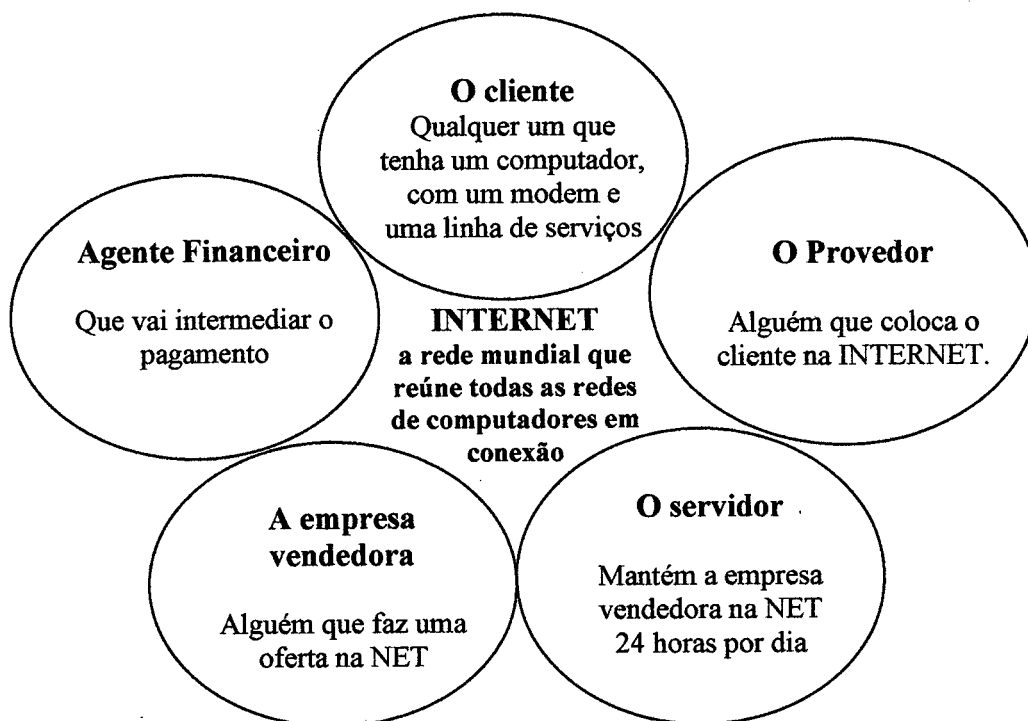 O cliente
Qualquer um que
tenha um computador,
com um modem e
uma linha de serviços
Agente Financeiro
Que vai intermediar o
pagamento
O Provedor
Alguém que coloca o
cliente na INTERNET.
INTERNET
a rede mundial que
reúne todas as redes
de computadores em
conexão
A empresa
vendedora
Alguém que faz uma
oferta na NET
O servidor
Mantém a empresa
vendedora na NET
24 horas por dia